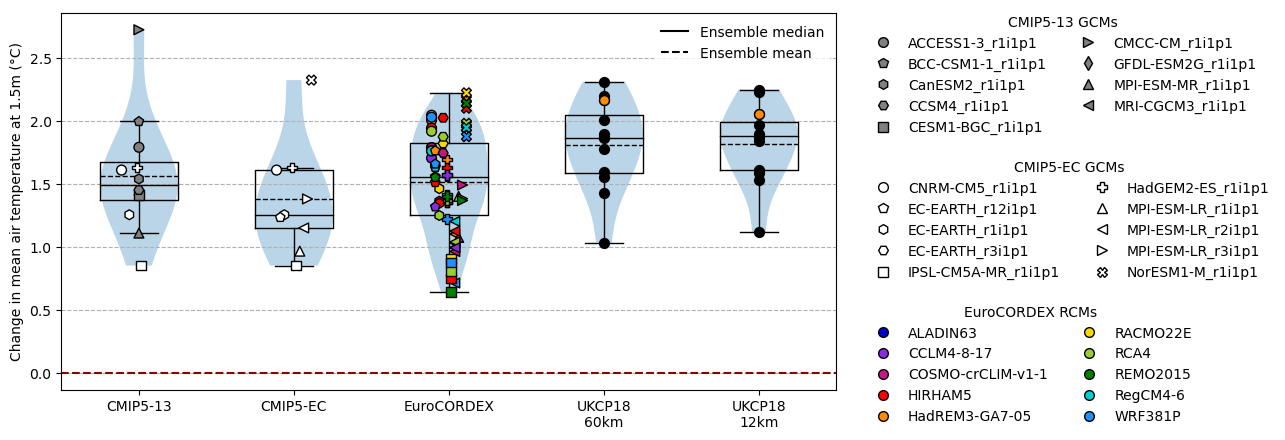 Change in mean air temperature at 1.5m (°C)
2.5
2.0
1.5
1.0
0.5
0.0
Ensemble median
Ensemble mean
CMIP5-13
CMIP5-EC
EuroCORDEX
UKCP18
60km
UKCP18
12km
CMIP5-13 GCMs
ACCESS1-3_r1i1p1
BCC-CSM1-1_r1i1p1
CanESM2_r1i1p1
CCSM4_r1i1p1
CESM1-BGC_r1i1p1
CMCC-CM_r1i1p1
GFDL-ESM2G_r1i1p1
MPI-ESM-MR_r1i1p1
MRI-CGCM3_r1i1p1
CMIP5-EC GCMs
CNRM-CM5_r1i1p1
EC-EARTH_r12i1p1
EC-EARTH_r1i1p1
EC-EARTH_r3i1p1
IPSL-CM5A-MR_r1i1p1
HadGEM2-ES_r1i1p1
MPI-ESM-LR_r1i1p1
MPI-ESM-LR_r2i1p1
MPI-ESM-LR_r3i1p1
NorESM1-M_r1i1p1
EuroCORDEX RCMs
ALADIN63
CCLM4-8-17
COSMO-crCLIM-v1-1
HIRHAM5
HadREM3-GA7-05
RACMO22E
RCA4
REMO2015
RegCM4-6
WRF381P